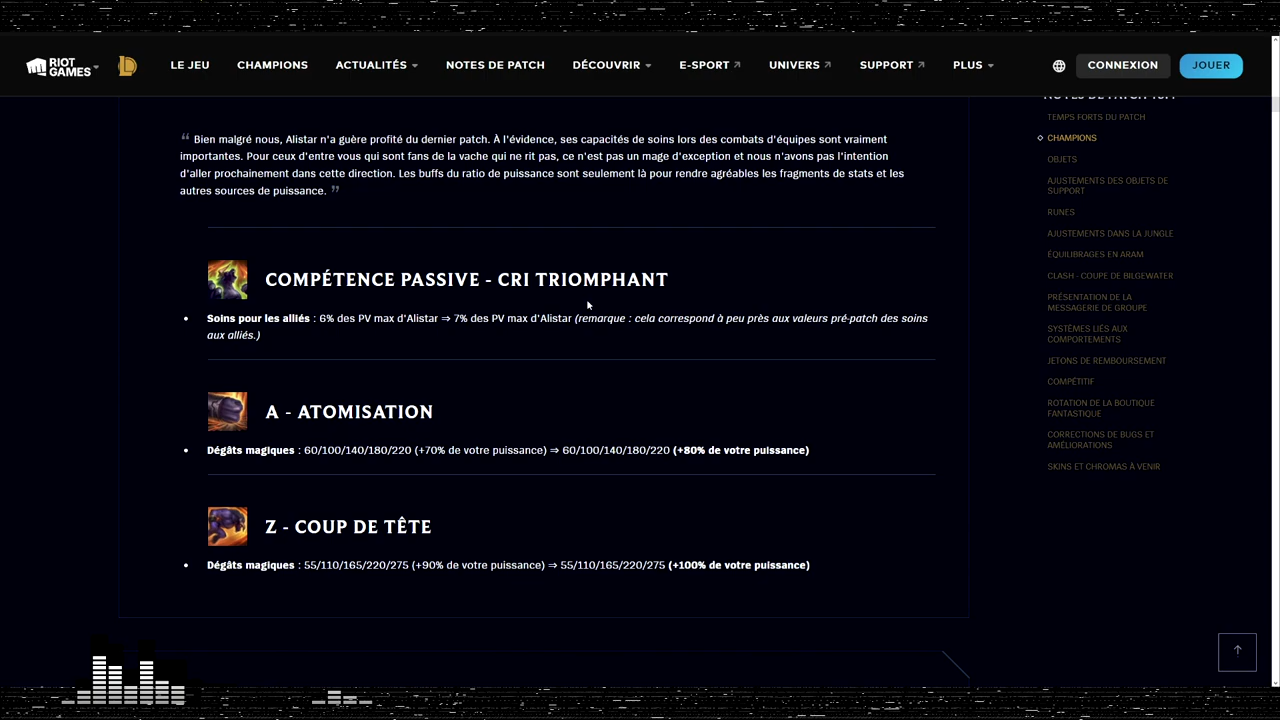 RIOT GAMES
LE JEU
CHAMPIONS
ACTUALITÉS
NOTES DE PATCH
DÉCOUVRIR
E-SPORT
UNIVERS
SUPPORT
PLUS
CONNEXION
JOUER
“ Bien malgré nous, Alistar n'a guère profité du dernier patch. À l'évidence, ses capacités de soins lors des combats d'équipes sont vraiment
importantes. Pour ceux d'entre vous qui sont fans de la vache qui ne rit pas, ce n'est pas un mage d'exception et nous n'avons pas l'intention
d'aller prochainement dans cette direction. Les buffs du ratio de puissance sont seulement là pour rendre agréables les fragments de stats et les
autres sources de puissance. ”
COMPÉTENCE PASSIVE - CRI TRIOMPHANT
• Soins pour les alliés : 6% des PV max d'Alistar ⇒ 7% des PV max d'Alistar (remarque : cela correspond à peu près aux valeurs pré-patch des soins
aux alliés.)
A - ATOMISATION
• Dégâts magiques : 60/100/140/180/220 (+70% de votre puissance) ⇒ 60/100/140/180/220 (+80% de votre puissance)
Z - COUP DE TÊTE
• Dégâts magiques : 55/110/165/220/275 (+90% de votre puissance) ⇒ 55/110/165/220/275 (+100% de votre puissance)
NOTES DE PATCH
TEMPS FORTS DU PATCH
CHAMPIONS
OBJETS
AJUSTEMENTS DES OBJETS DE
SUPPORT
RUNES
AJUSTEMENTS DANS LA JUNGLE
ÉQUILIBRAGES EN ARAM
CLASH - COUPE DE BILGEWATER
PRÉSENTATION DE LA
MESSAGERIE DE GROUPE
SYSTÈMES LIÉS AUX
COMPORTEMENTS
JETONS DE REMBOURSEMENT
COMPÉTITIF
ROTATION DE LA BOUTIQUE
FANTASTIQUE
CORRECTIONS DE BUGS ET
AMÉLIORATIONS
SKINS ET CHROMAS À VENIR